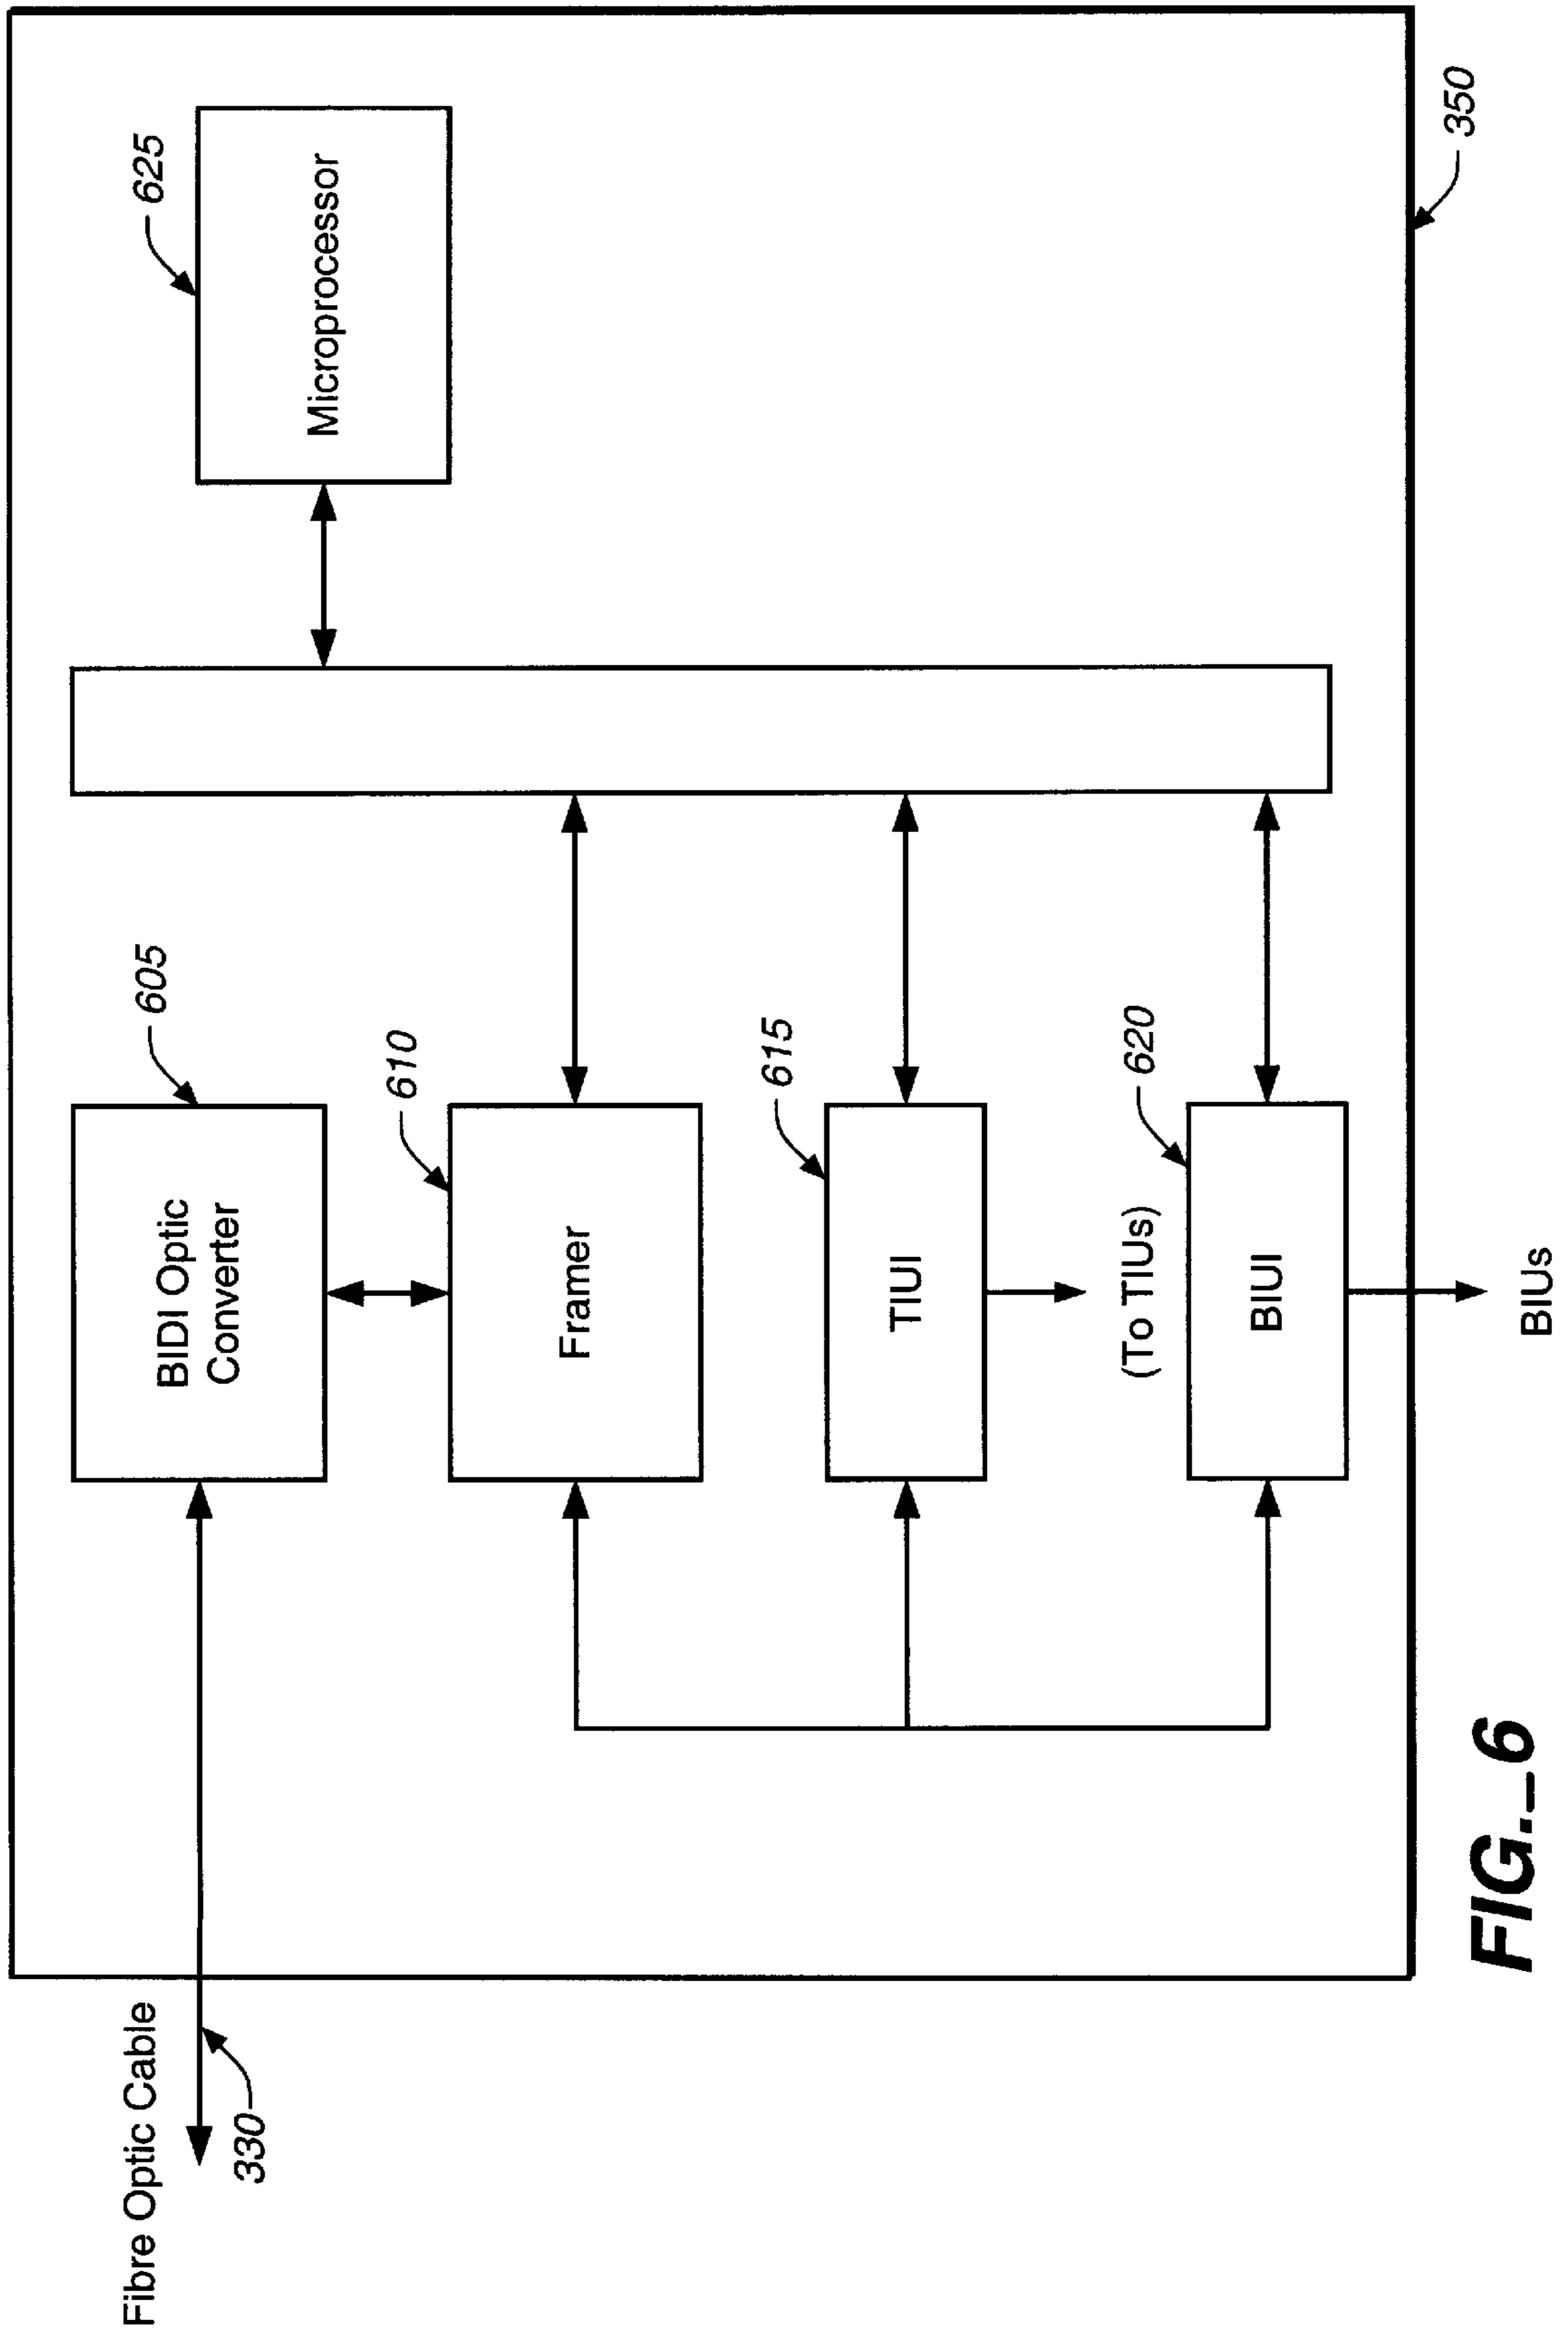 Fibre Optic Cable
330
BIDI Optic
Converter
605
625
Microprocessor
Framer
610
TIUI
615
(To TIUs)
BIUI
620
BIUs
350
FIG._6